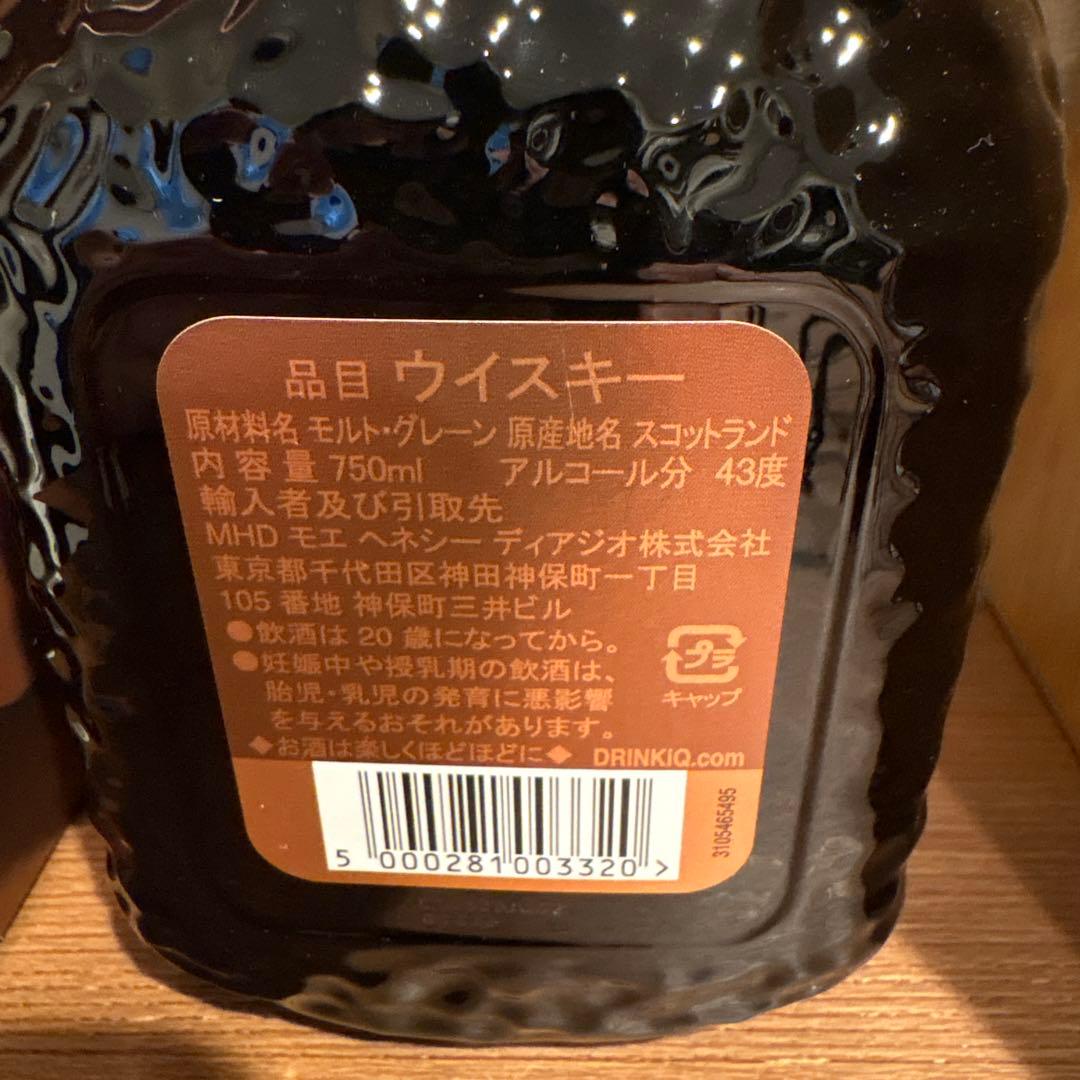 品目 ウイスキー
原材料名 モルト・グレーン 原産地名 スコットランド
内容量 750ml アルコール分 43度
輸入者及び引取先
MHD モエ ヘネシー ディアジオ株式会社
東京都千代田区神田神保町一丁目
105 番地 神保町三井ビル
●飲酒は 20 歳になってから。
●妊娠中や授乳期の飲酒は、
胎児・乳児の発育に悪影響
を与えるおそれがあります。
プラ
キャップ
◆お酒は楽しくほどほどに◆ DRINKiQ.com
5 000281 003320 >
3105465495